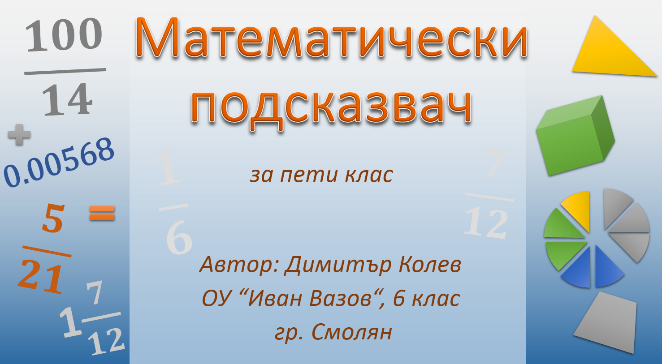 Математически
подсказвач
за пети клас
Автор: Димитър Колев
ОУ “Иван Вазов“, 6 клас
гр. Смолян
100
14
+
0.00568
5
21
=
1 7
12
1
6
7
12